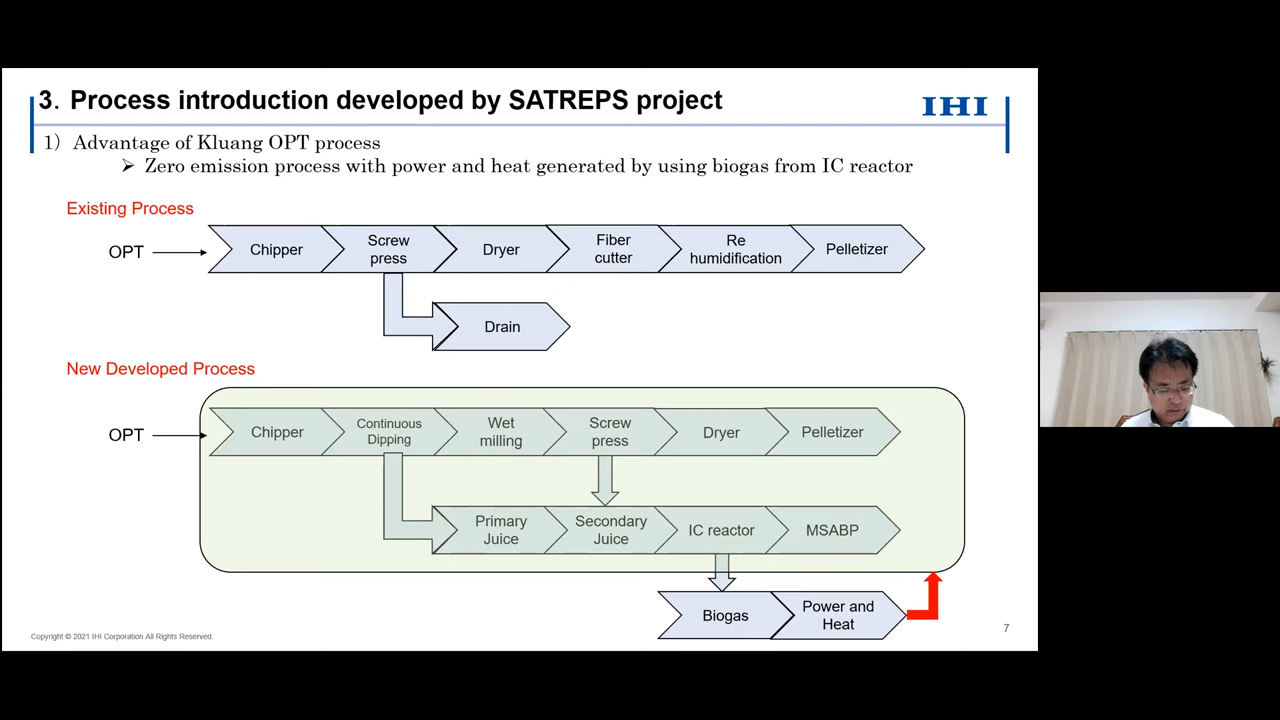 3. Process introduction developed by SATREPS project
IHI
1) Advantage of Kluang OPT process
➢ Zero emission process with power and heat generated by using biogas from IC reactor
Existing Process
OPT
Chipper
Screw
press
Dryer
Fiber
cutter
Re
humidification
Pelletizer
Drain
New Developed Process
OPT
Chipper
Continuous
Dipping
Wet
milling
Screw
press
Dryer
Pelletizer
Primary
Juice
Secondary
Juice
IC reactor
MSABP
Biogas
Power and
Heat
Copyright © 2021 IHI Corporation All Rights Reserved.
7